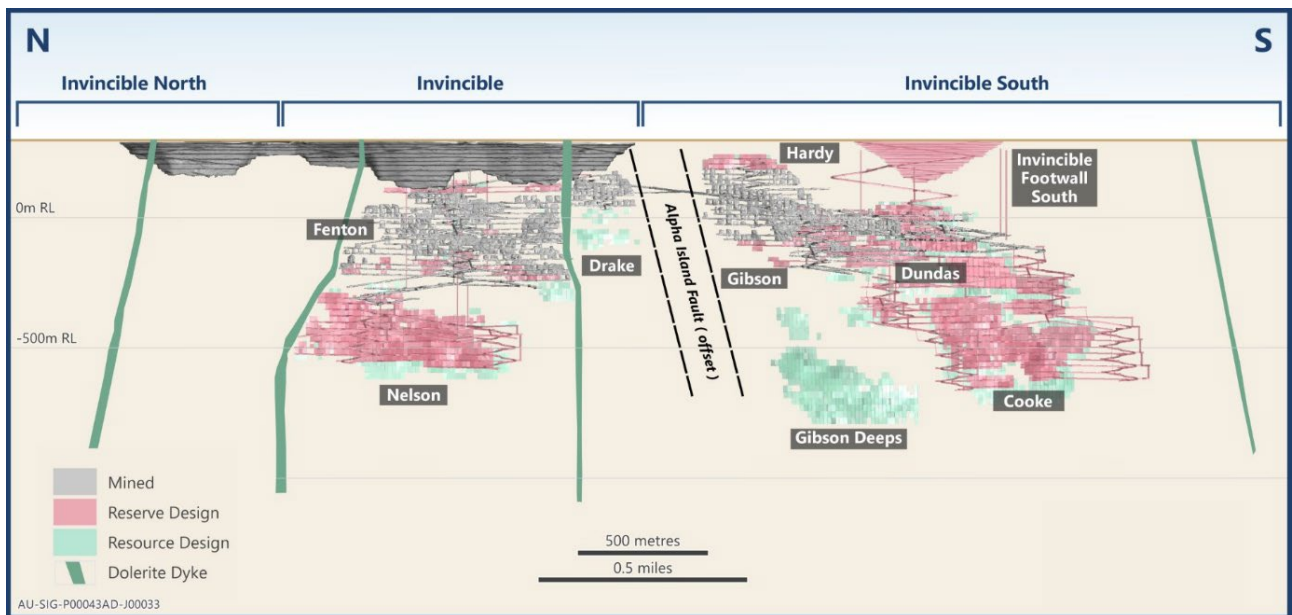 N
S
Invincible North
Invincible
Invincible South
Hardy
Invincible
Footwall
South
0m RL
Fenton
Alpha Island Fault ( offset )
Drake
Gibson
Dundas
-500m RL
Nelson
Cooke
Gibson Deeps
Mined
Reserve Design
Resource Design
Dolerite Dyke
500 metres
0.5 miles
AU-SIG-P00043AD-J00033